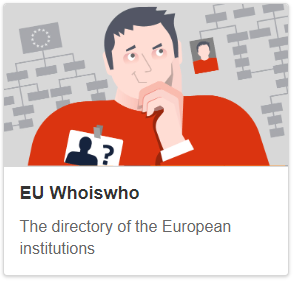 ?
EU Whoiswho
The directory of the European
institutions